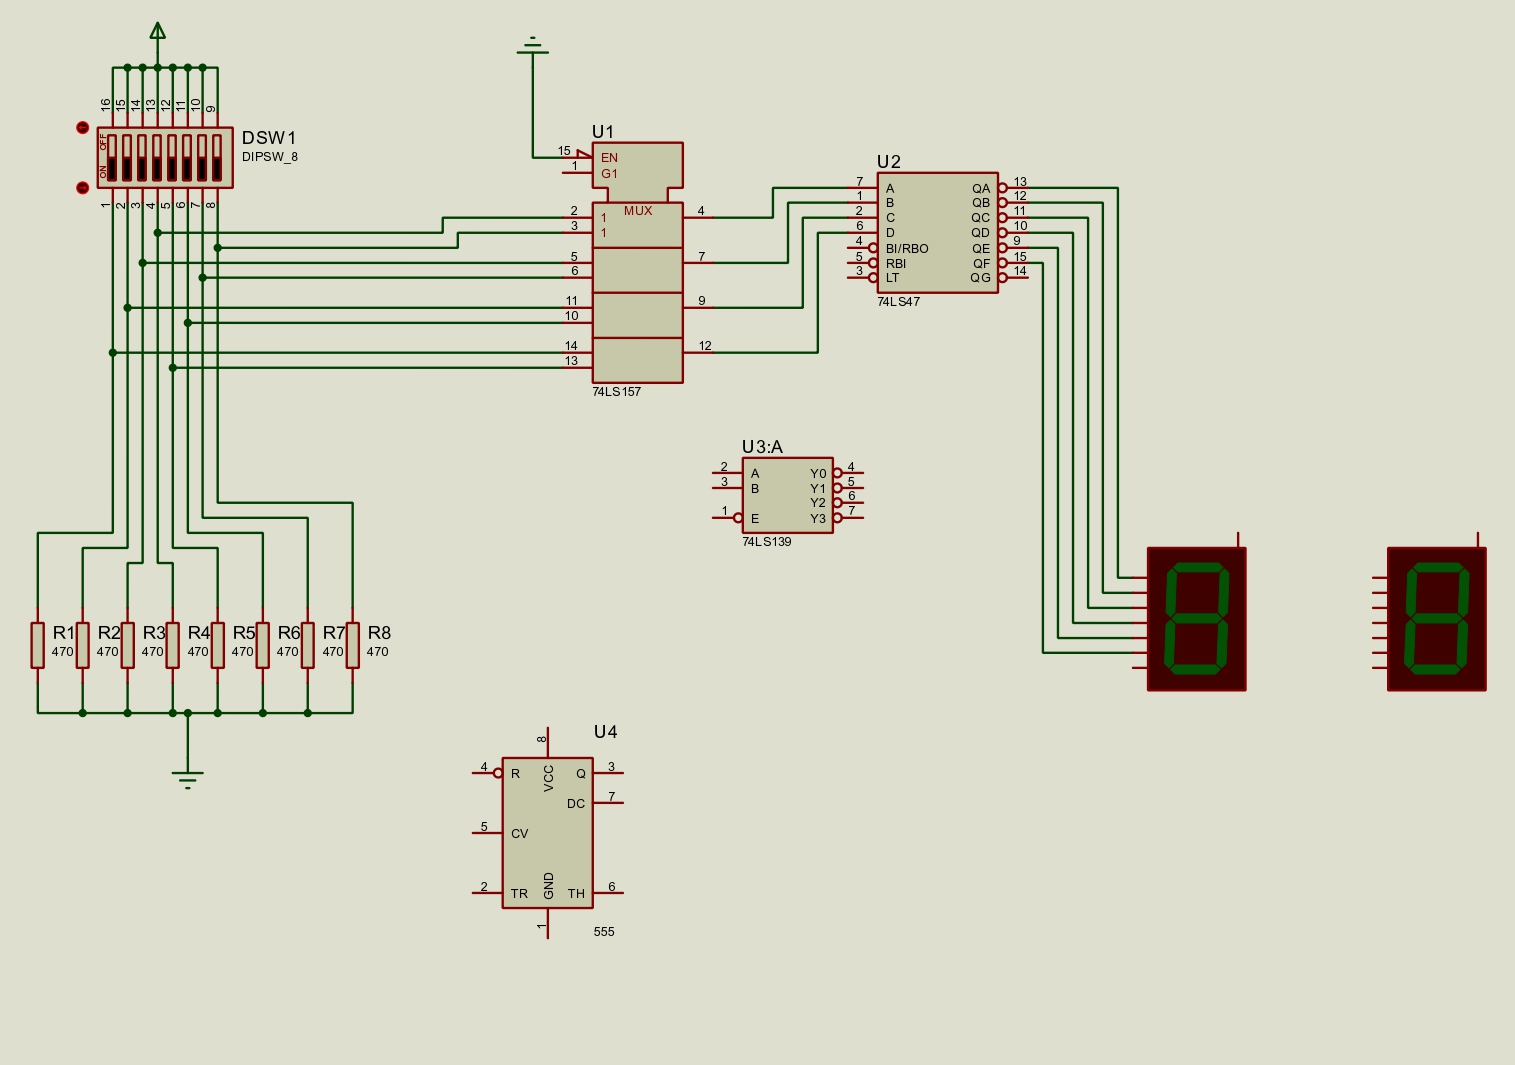 16 15 14 13 12 11 10 9
OFF
ON
DSW1
DIPSW_8
1 2 3 4 5 6 7 8
U1
15 EN
1 G1
MUX
2 1 4
3 1
5 7
6
11 9
10
14 12
13
74LS157
U2
7 A QA 13
1 B QB 12
2 C QC 11
6 D QD 10
4 BI/RBO QE 9
5 RBI QF 15
3 LT QG 14
74LS47
U3:A
2 A Y0 4
3 B Y1 5
Y2 6
1 E Y3 7
74LS139
R1 R2 R3 R4 R5 R6 R7 R8
470 470 470 470 470 470 470 470
U4
8
4 R VCC Q 3
DC 7
5 CV
2 TR GND TH 6
1
555